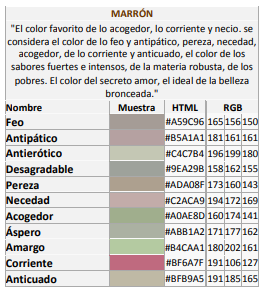 MARRÓN
"El color favorito de lo acogedor, lo corriente y necio. se
considera el color de lo feo y antipático, pereza, necedad,
acogedor, de lo corriente y anticuado, el color de los
sabores fuertes e intensos, de la materia robusta, de los
pobres. El color del secreto amor, el ideal de la belleza
bronceada."
Nombre Muestra HTML RGB
Feo #A59C96 165 156 150
Antipático #B5A1A1 181 161 161
Antierótico #C4C7B4 196 199 180
Desagradable #9EA29B 158 162 155
Pereza #ADA08F 173 160 143
Necedad #C2ACA9 194 172 169
Acogedor #A0AE8D 160 174 141
Áspero #ABB1A2 171 177 162
Amargo #B4CAA1 180 202 161
Corriente #BF6A7F 191 106 127
Anticuado #BFB9A5 191 185 165